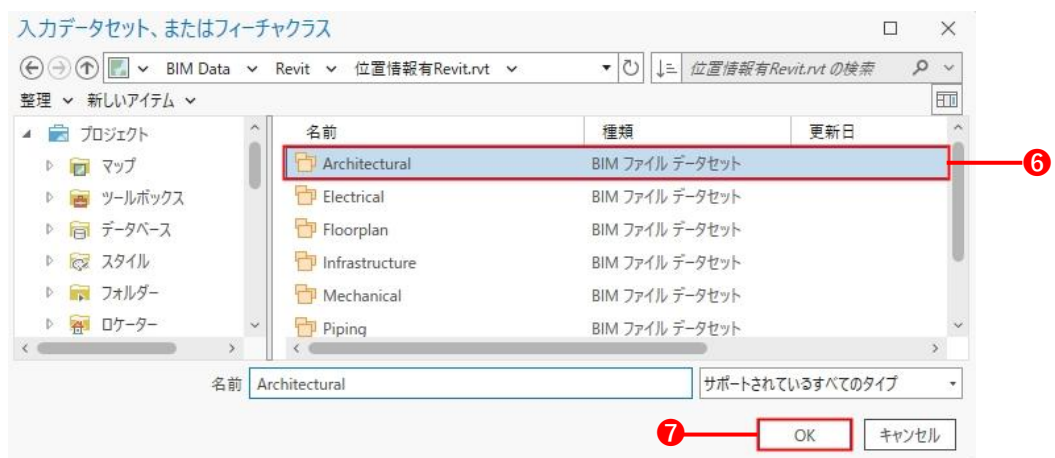 入力データセット、またはフィーチャクラス
BIM Data Revit 位置情報有Revit.rvt 位置情報有Revit.rvt の検索
整理 新しいアイテム
プロジェクト
マップ
ツールボックス
データベース
スタイル
フォルダー
ロケーター
名前 種類 更新日
Architectural BIM ファイル データセット
Electrical BIM ファイル データセット
Floorplan BIM ファイル データセット
Infrastructure BIM ファイル データセット
Mechanical BIM ファイル データセット
Piping BIM ファイル データセット
❻
名前 Architectural サポートされているすべてのタイプ
❼ OK キャンセル